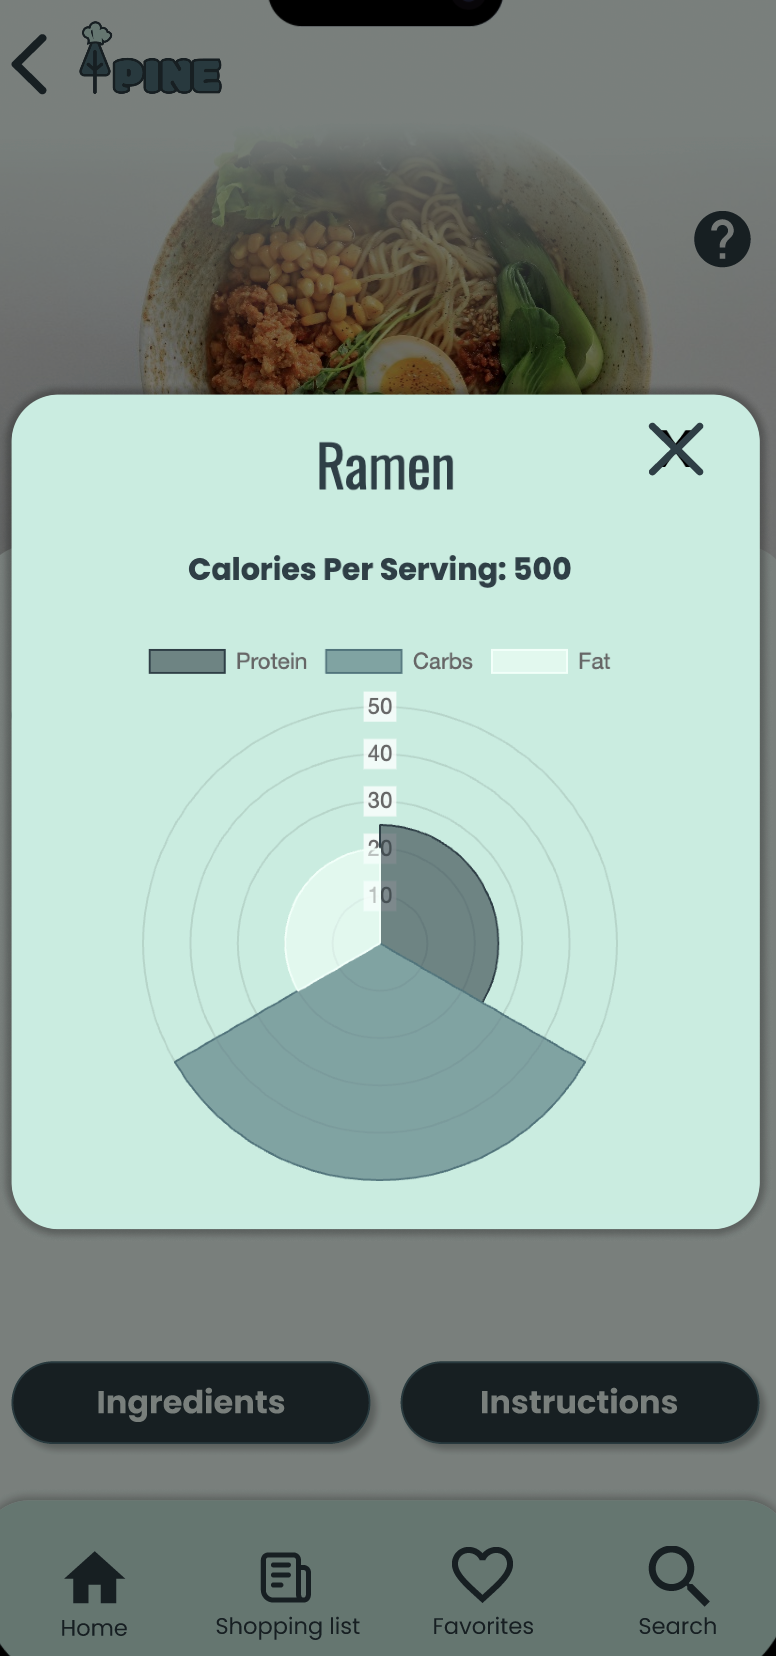 PINE
?
Ramen
Calories Per Serving: 500
Protein Carbs Fat
50
40
30
20
10
Ingredients Instructions
Home Shopping list Favorites Search